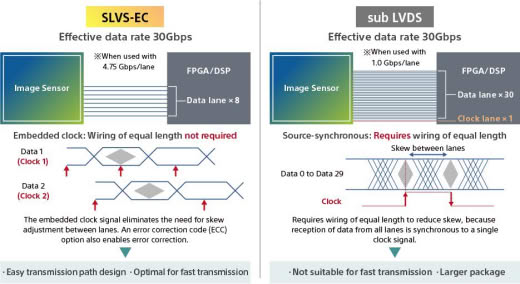 SLVS-EC
Effective data rate 30Gbps
※When used with
4.75 Gbps/lane
Image Sensor
FPGA/DSP
Data lane × 8
Embedded clock: Wiring of equal length not required
Data 1
(Clock 1)
Data 2
(Clock 2)
The embedded clock signal eliminates the need for skew
adjustment between lanes. An error correction code (ECC)
option also enables error correction.
· Easy transmission path design · Optimal for fast transmission
sub LVDS
Effective data rate 30Gbps
※When used with
1.0 Gbps/lane
Image Sensor
FPGA/DSP
Data lane × 30
Clock lane × 1
Source-synchronous: Requires wiring of equal length
Skew between lanes
Data 0 to Data 29
Clock
Requires wiring of equal length to reduce skew, because
reception of data from all lanes is synchronous to a single
clock signal.
· Not suitable for fast transmission · Larger package